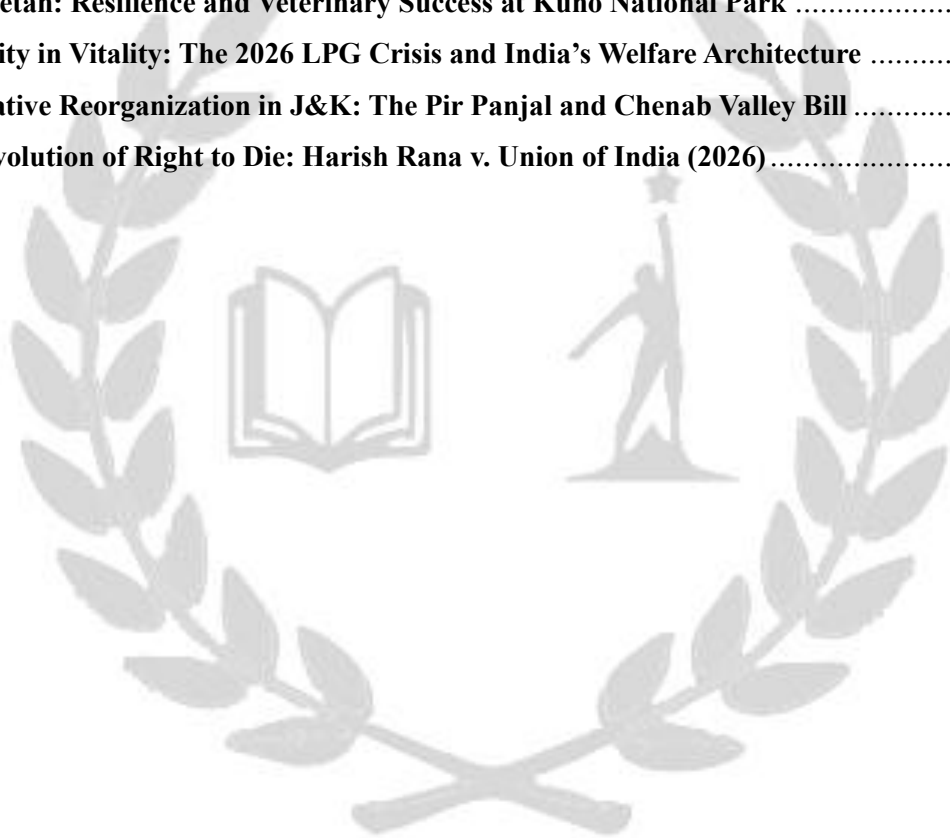 etan: Resilience and Veterinary Success at Kuno National Park ....................
ity in Vitality: The 2026 LPG Crisis and India’s Welfare Architecture ...........
ative Reorganization in J&K: The Pir Panjal and Chenab Valley Bill .............
volution of Right to Die: Harish Rana v. Union of India (2026) .......................